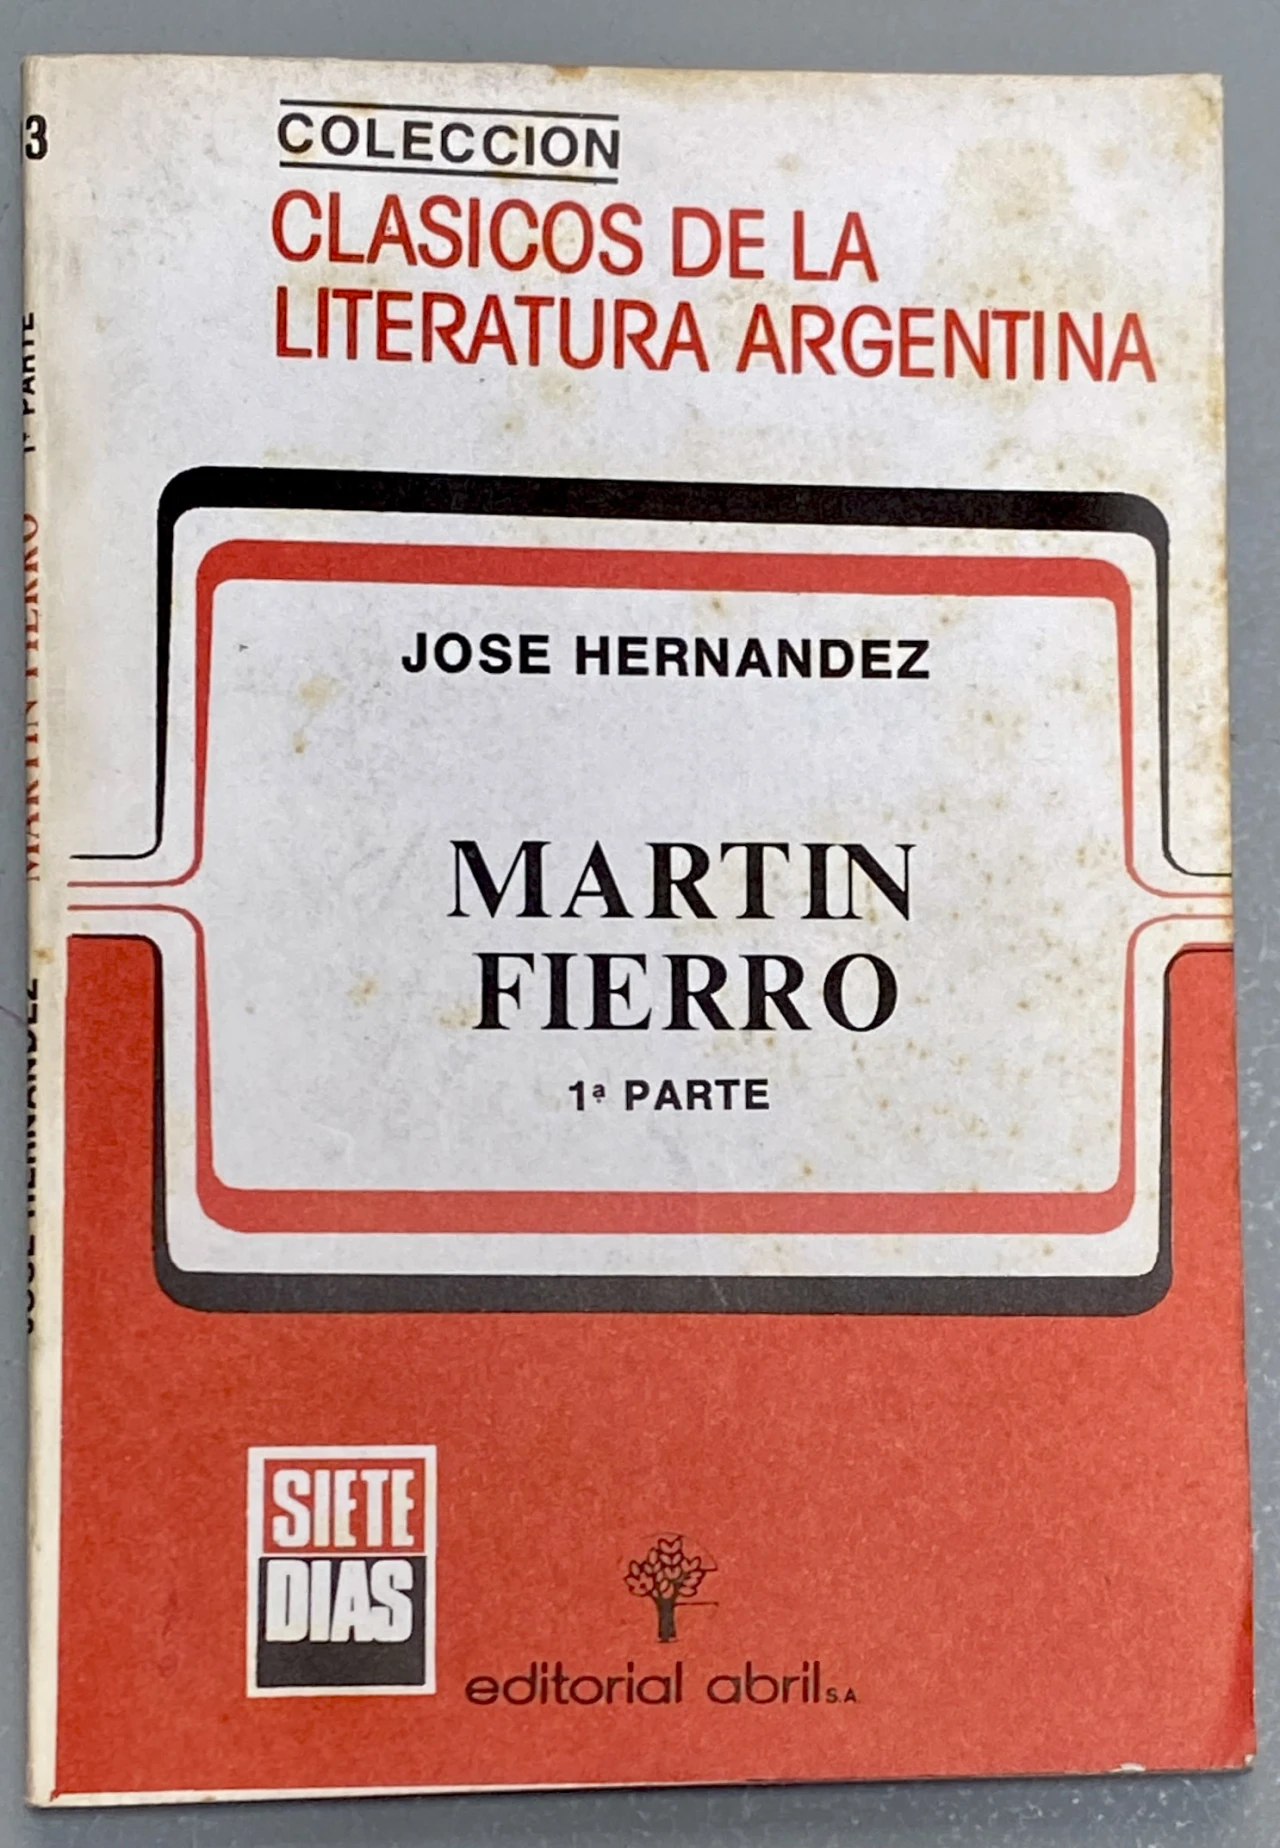 3
COLECCION
CLASICOS DE LA
LITERATURA ARGENTINA
JOSE HERNANDEZ
MARTIN
FIERRO
1ª PARTE
SIETE
DIAS
editorial abril S.A.
JOSE HERNANDEZ MARTIN FIERRO 1ª PARTE